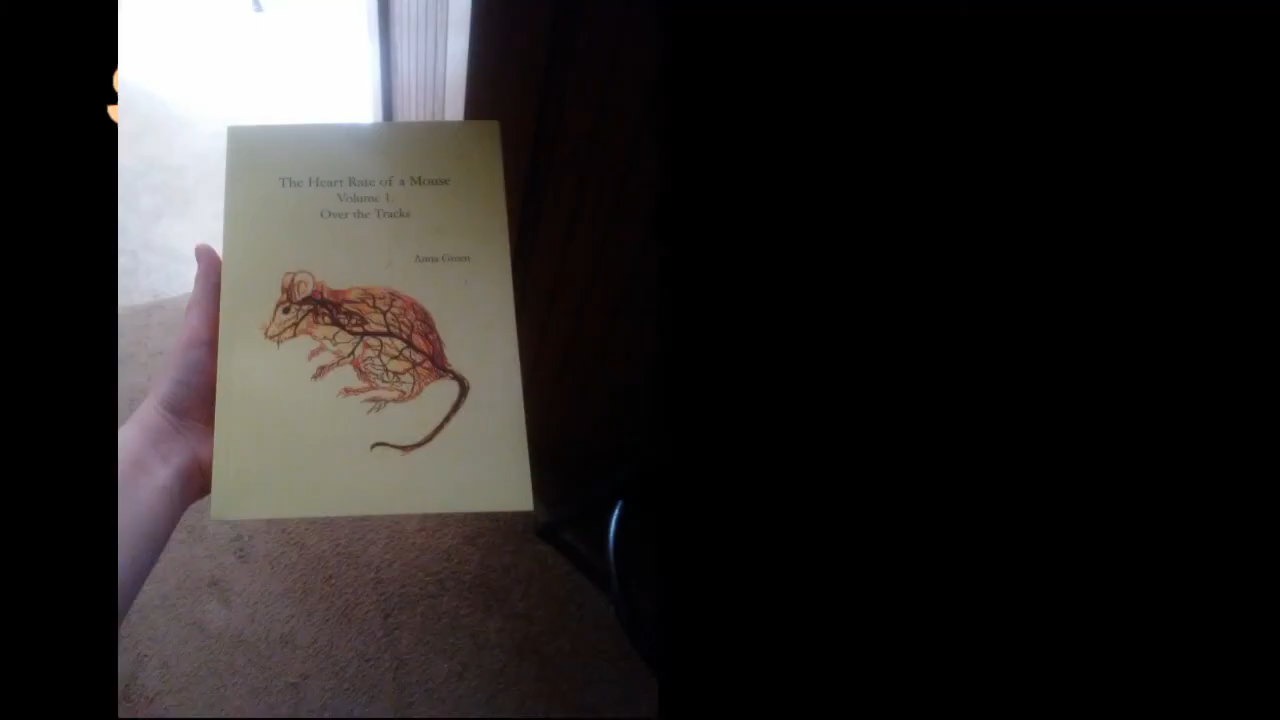 The Heart Rate of a Mouse
Volume 1.
Over the Tracks
Anna Green